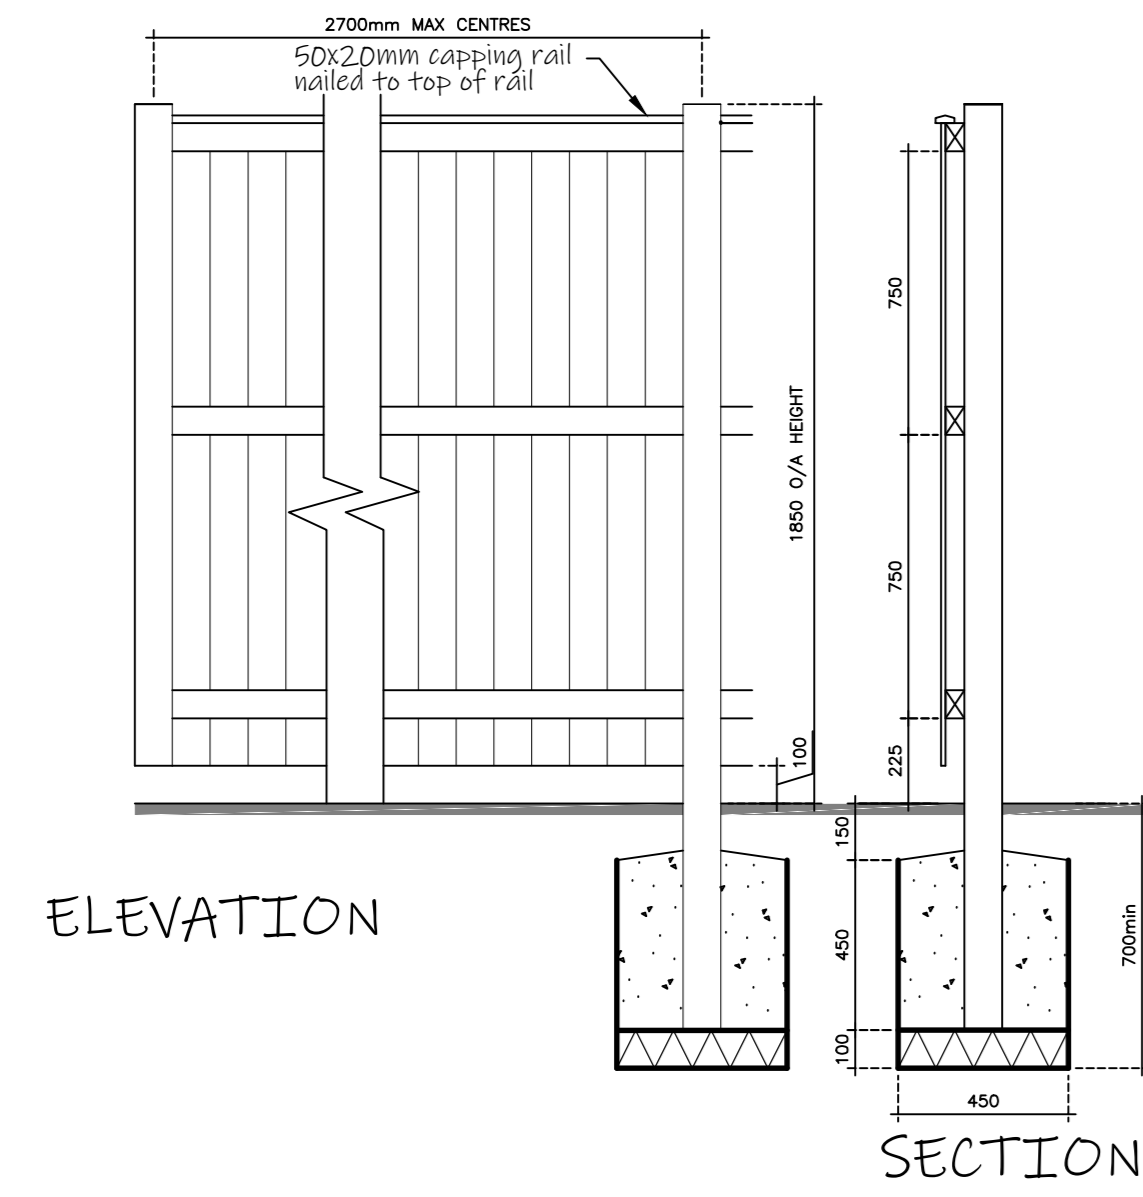 2700mm MAX CENTRES
50x20mm capping rail
nailed to top of rail
1850 O/A HEIGHT
100
750
750
225
150
450
100
700min
450
ELEVATION
SECTION